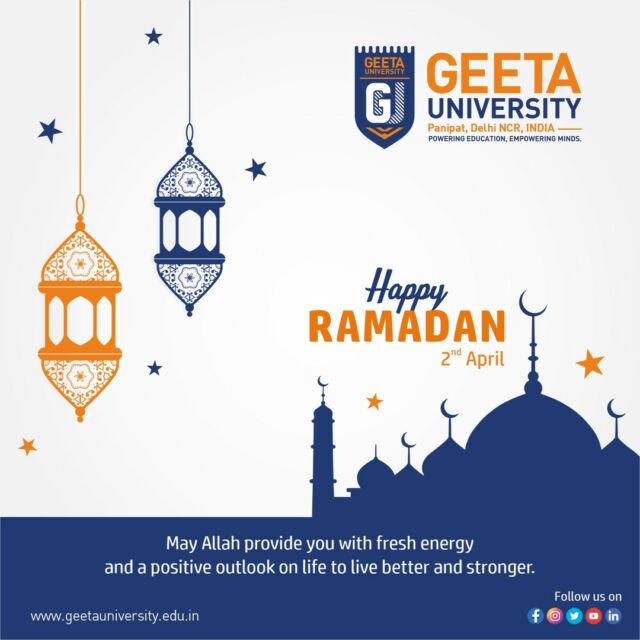 GEETA
UNIVERSITY
GU
GEETA
UNIVERSITY
Panipat, Delhi NCR, INDIA
POWERING EDUCATION, EMPOWERING MINDS.
Happy
RAMADAN
2nd April
May Allah provide you with fresh energy
and a positive outlook on life to live better and stronger.
Follow us on
www.geetauniversity.edu.in